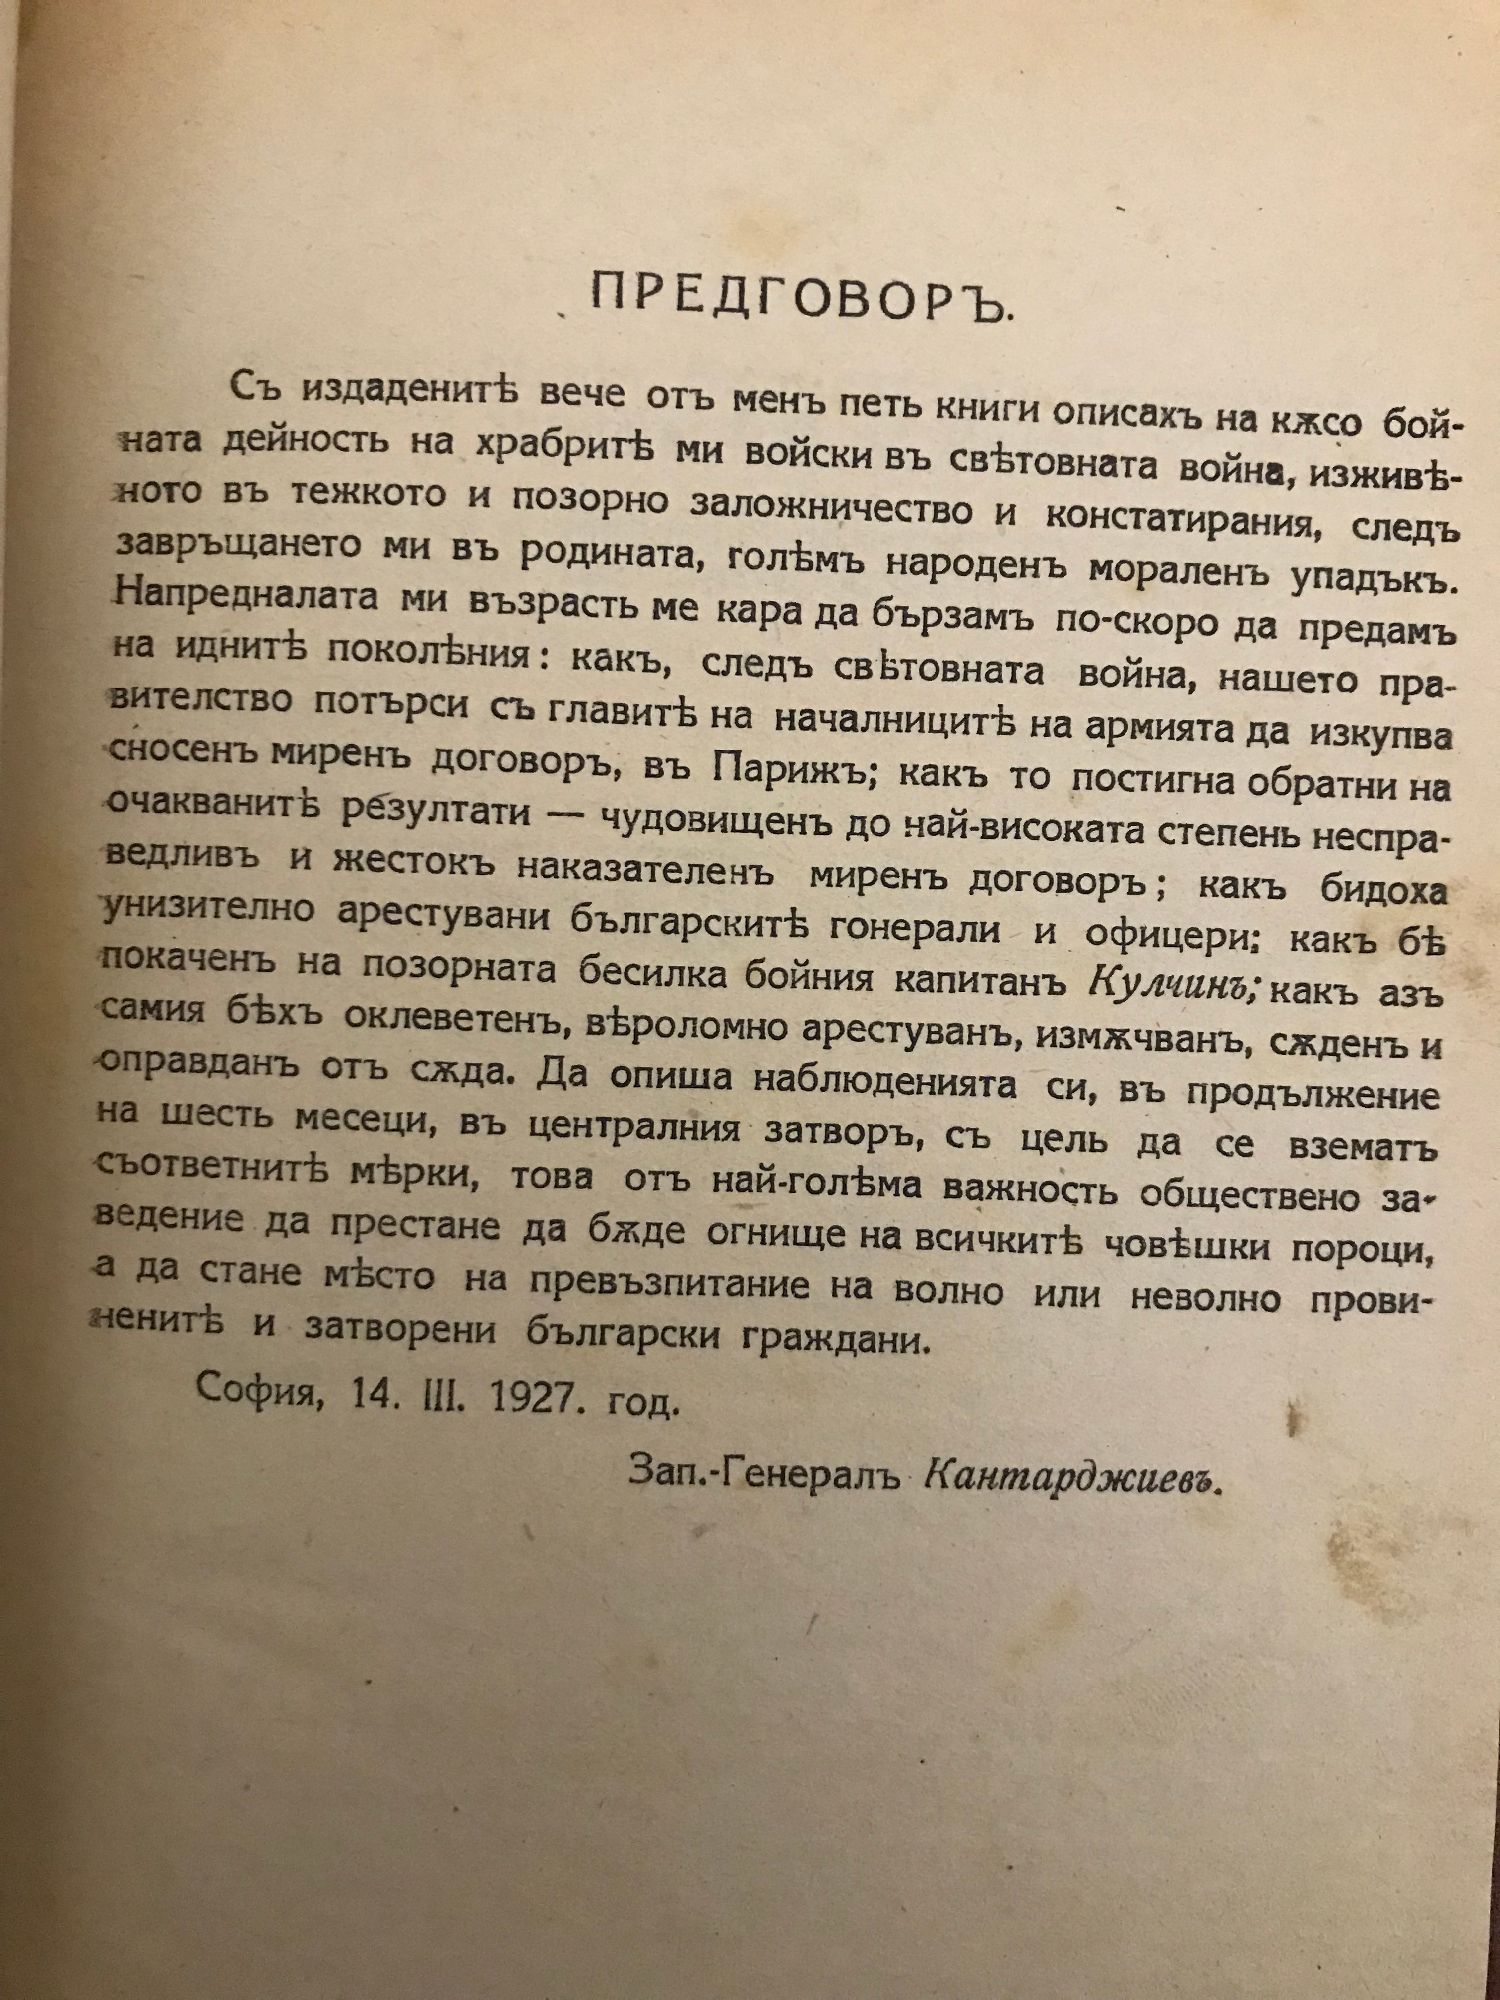 ПРЕДГОВОРЪ.
Съ издаденитѣ вече отъ менъ петь книги описахъ на кѫсо бой-
ната дейность на храбритѣ ми войски въ свѣтовната война, изживѣ-
ното въ тежкото и позорно заложничество и констатирания, следъ
завръщането ми въ родината, голѣмъ народенъ мораленъ упадъкъ.
Напредналата ми възрасть ме кара да бързамъ по-скоро да предамъ
на иднитѣ поколѣния: какъ, следъ свѣтовната война, нашето пра-
вителство потърси съ главитѣ на началницитѣ на армията да изкупва
сносенъ миренъ договоръ, въ Парижъ; какъ то постигна обратни на
очакванитѣ резултати — чудовищенъ до най-високата степень неспра-
ведливъ и жестокъ наказателенъ миренъ договоръ; какъ бидоха
унизително арестувани българскитѣ гонерали и офицери; какъ бѣ
покаченъ на позорната бесилка бойния капитанъ Кулчинъ; какъ азъ
самия бѣхъ оклеветенъ, вѣроломно арестуванъ, измѫчванъ, сѫденъ и
оправданъ отъ сѫда. Да опиша наблюденията си, въ продължение
на шесть месеци, въ централния затворъ, съ цель да се взематъ
съответнитѣ мѣрки, това отъ най-голѣма важность обществено за-
ведение да престане да бѫде огнище на всичкитѣ човѣшки пороци,
а да стане мѣсто на превъзпитание на волно или неволно прови-
ненитѣ и затворени български граждани.
София, 14. III. 1927. год.
Зап.-Генералъ Кантарджиевъ.